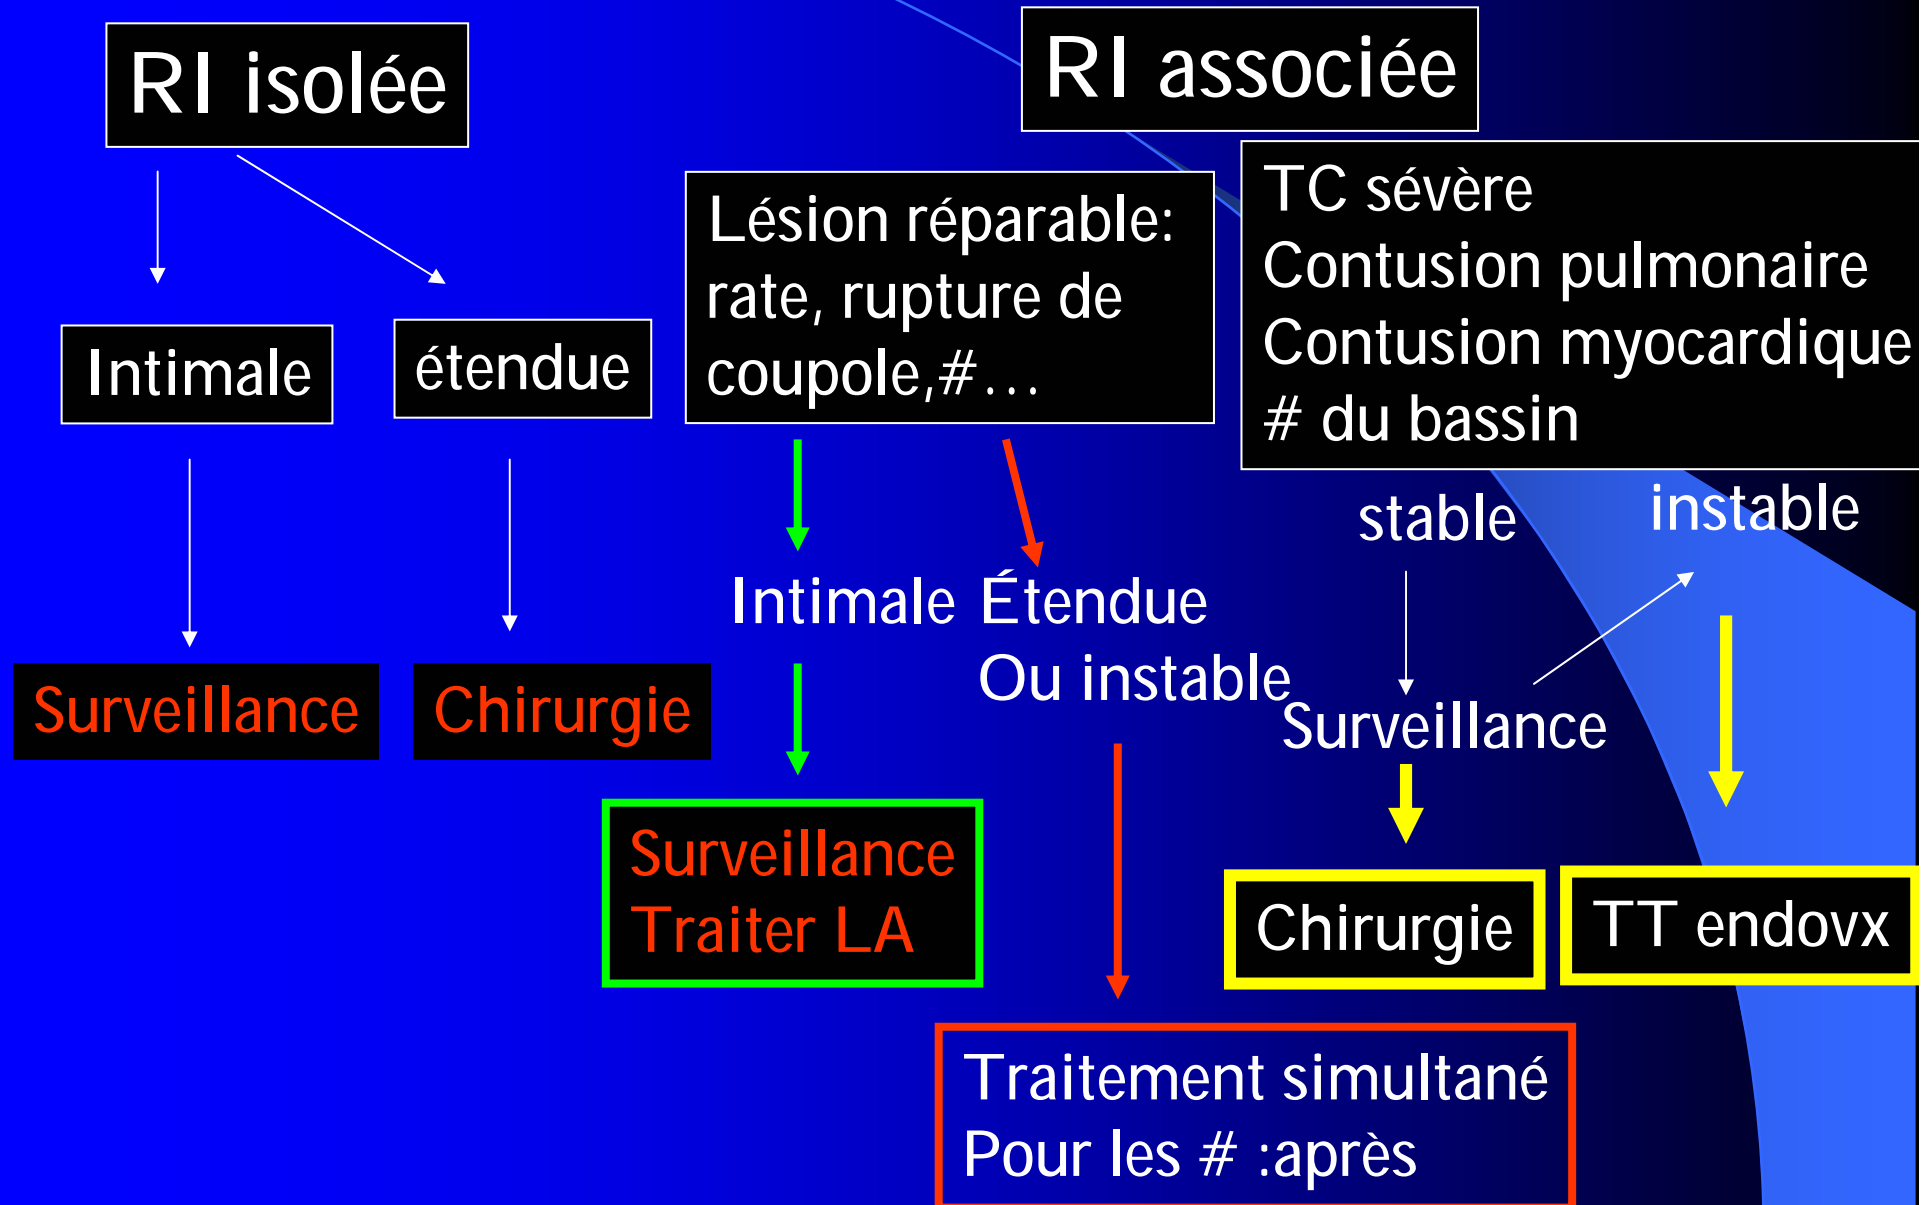 RI isolée
RI associée
Intimale
étendue
Surveillance
Chirurgie
Lésion réparable:
rate, rupture de
coupole,#...
Intimale
Étendue
Ou instable
Surveillance
Traiter LA
Traitement simultané
Pour les # :après
TC sévère
Contusion pulmonaire
Contusion myocardique
# du bassin
stable
instable
Surveillance
Chirurgie
TT endovx